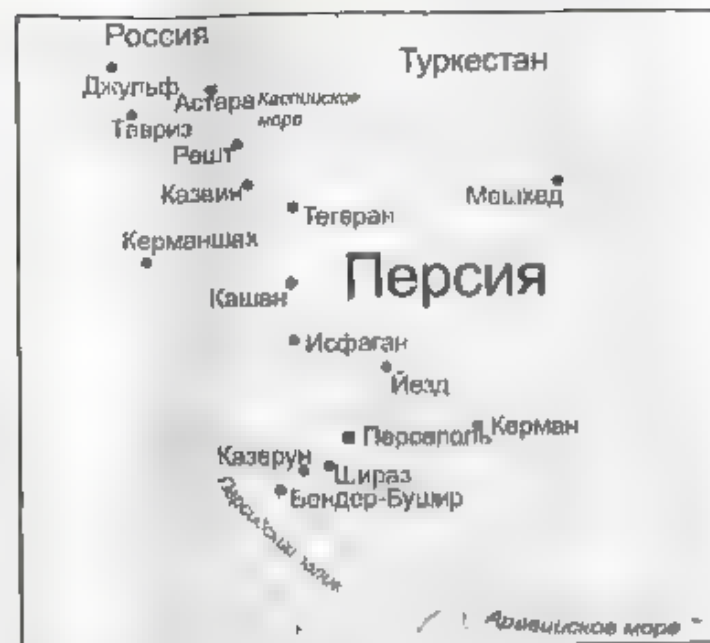 Россия
Туркестан
Джульф
Астара
Каспийское
море
Тавриз
Решт
Казвин
Мешхед
Тегеран
Керманшах
Персия
Кашан
Исфаган
Йезд
Персеполь
Керман
Казерун
Шираз
Бендер-Бушир
Персидский залив
Аравийское море